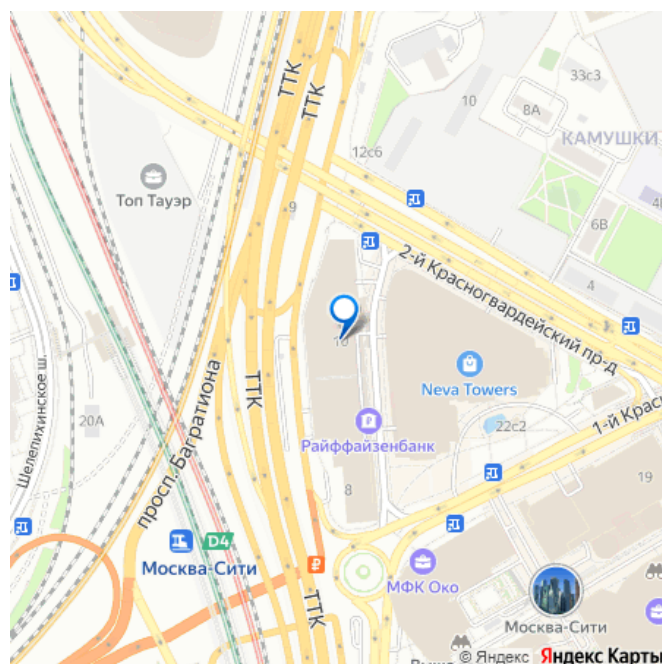 ТТК
ТТК
33с3
10
8А
КАМУШКИ
12с6
Топ Тауэр
9
6В
2-й Красногвардейский пр-д
4
10
Neva Towers
Шелепихинское ш.
просп. Багратиона
ТТК
20А
Райффайзенбанк
22с2
1-й Крас
8
19
D4
Москва-Сити
МФК Око
ТТК
Москва-Сити
© Яндекс Яндекс Карты